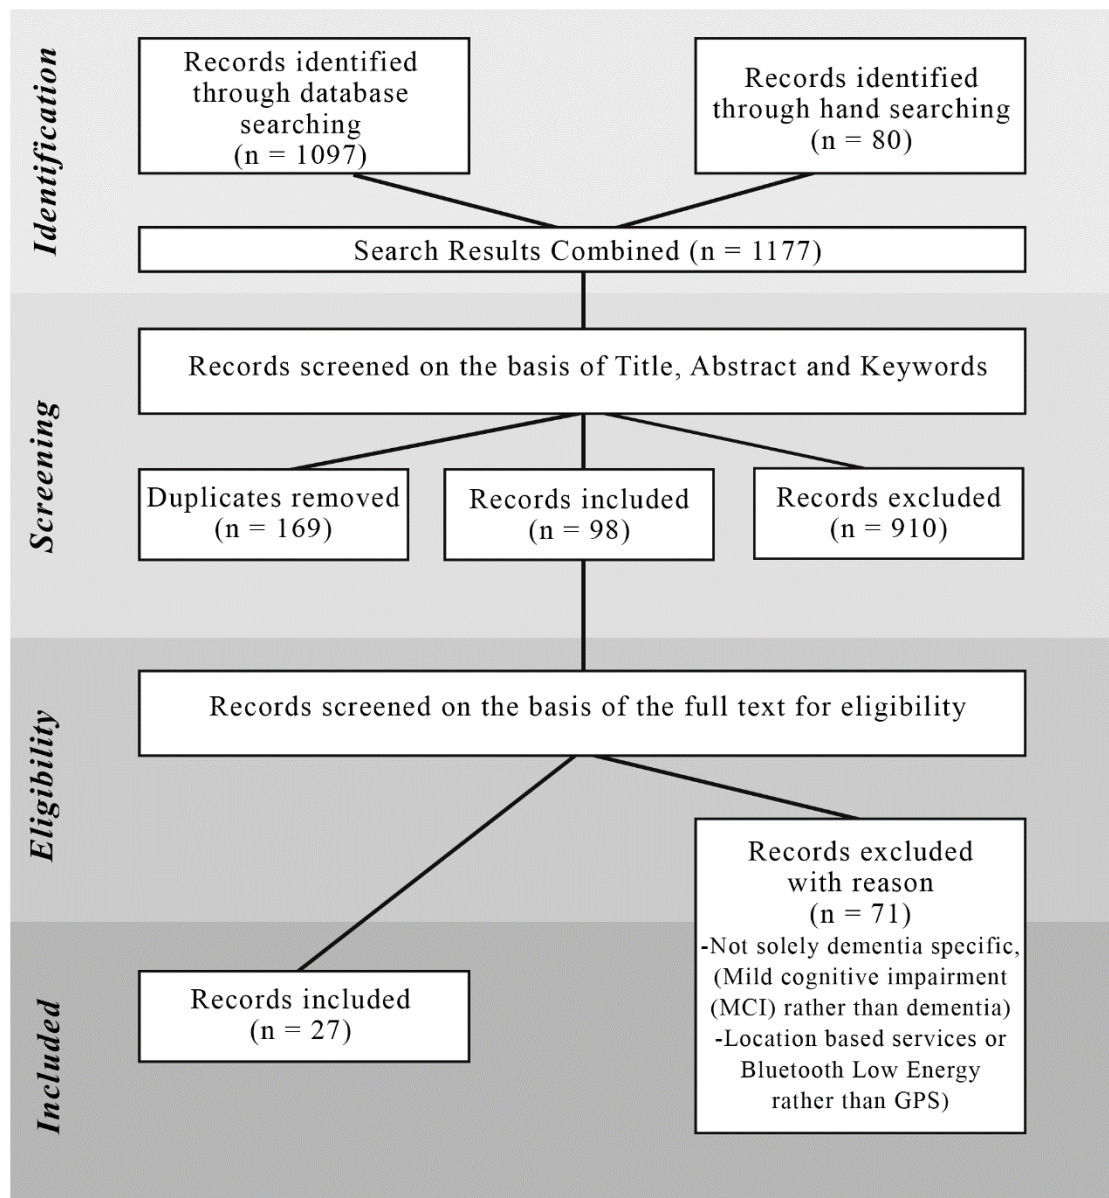 Identification
Records identified
through database
searching
(n = 1097)
Records identified
through hand searching
(n = 80)
Search Results Combined (n = 1177)
Screening
Records screened on the basis of Title, Abstract and Keywords
Duplicates removed
(n = 169)
Records included
(n = 98)
Records excluded
(n = 910)
Eligibility
Records screened on the basis of the full text for eligibility
Records excluded
with reason
(n = 71)
-Not solely dementia specific,
(Mild cognitive impairment
(MCI) rather than dementia)
-Location based services or
Bluetooth Low Energy
rather than GPS)
Included
Records included
(n = 27)